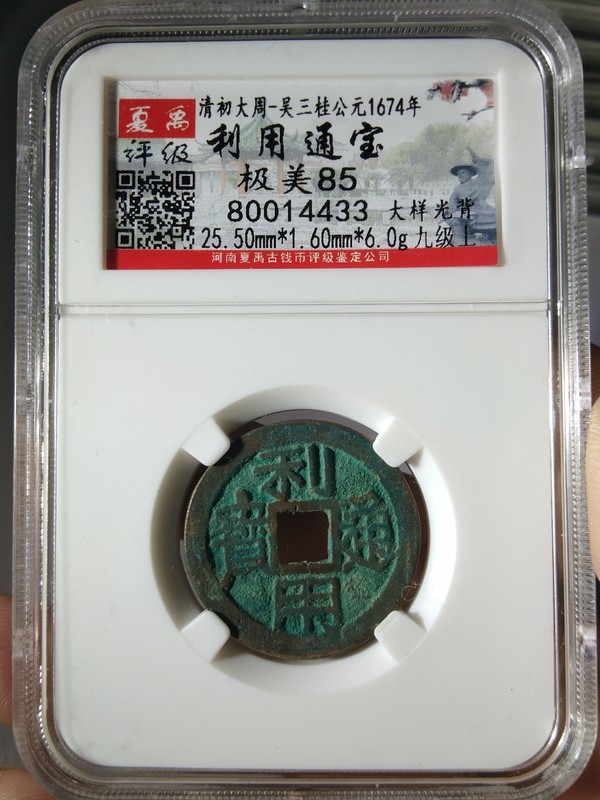 清初大周-吴三桂公元1674年
夏禹
评级
利用通宝
极美85
80014433 大样光背
25.50mm*1.60mm*6.0g 九级上
河南夏禹古钱币评级鉴定公司
利用通寶